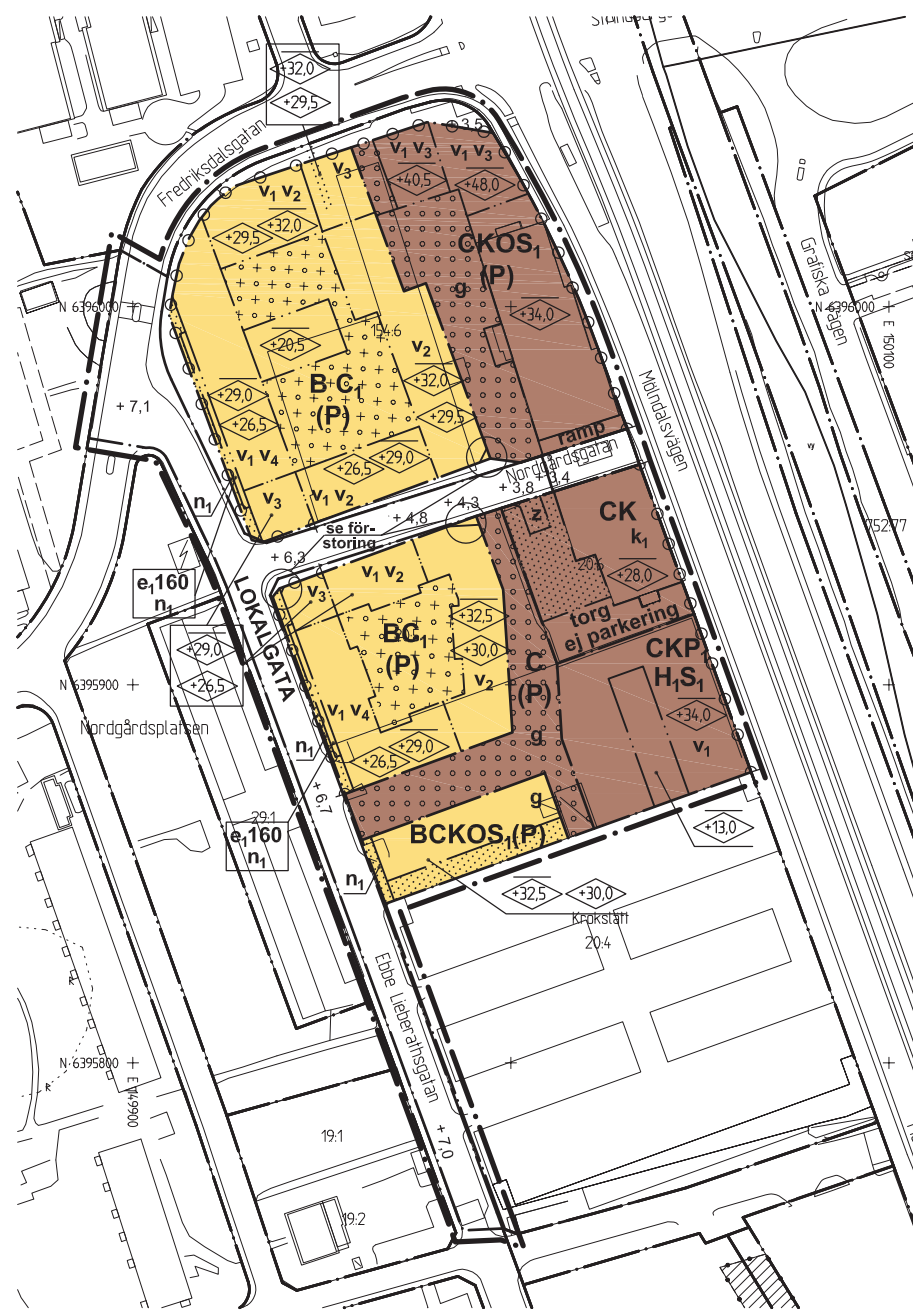 +32,0
+29,5
Fredriksdalsgatan
3,5
v₃
v₁ v₃
v₁ v₃
+40,5
+48,0
v₁ v₂
+32,0
+29,5
CKOS₁
(P)
g
Grafiska vägen
N 6396000
N 6396000
E 150100
+34,0
154:6
+20,5
v₂
+ 7,1
+29,0
B C₁
(P)
+32,0
+26,5
+29,5
Mölndalsvägen
ramp
Nordgårdsgatan
v₁ v₄
+29,0
+26,5
vy
n₁
v₃
v₁ v₂
+ 3,8
+ 3,4
+ 4,3
+ 4,8
z
CK
k₁
752:77
se för-
storing
+ 6,3
20:6
+28,0
e₁160
n₁
LOKALGATA
v₃
v₁ v₂
+32,5
+30,0
torg
ej parkering
BC₁
(P)
C
(P)
CKP₁
H₁S₁
+29,0
+26,5
v₂
N 6395900
+34,0
v₁
Nordgårdsplatsen
v₁ v₄
n₁
g
+29,0
+26,5
+ 6,7
29:1
e₁160
n₁
g
BCKOS₁(P)
+13,0
n₁
+32,5
+30,0
Krokslätt
20:4
Ebbe Lieberathsgatan
N 6395800
E 149900
19:1
+ 7,0
19:2